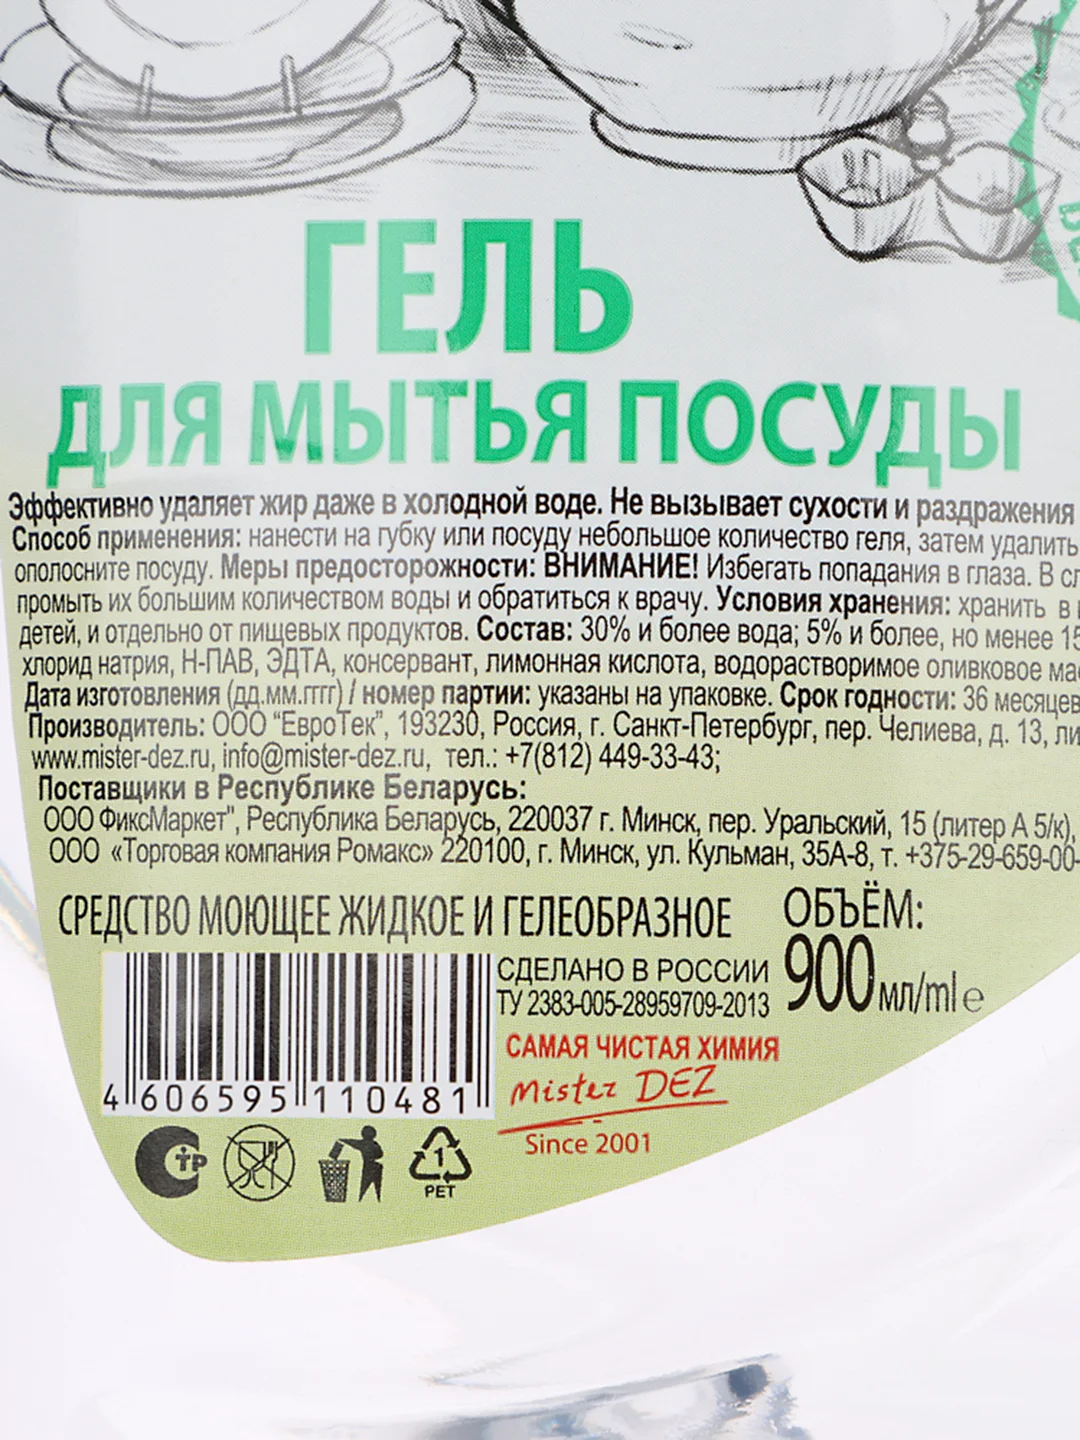 ГЕЛЬ
ДЛЯ МЫТЬЯ ПОСУДЫ
Эффективно удаляет жир даже в холодной воде. Не вызывает сухости и раздражения
Способ применения: нанести на губку или посуду небольшое количество геля, затем удалить
ополосните посуду. Меры предосторожности: ВНИМАНИЕ! Избегать попадания в глаза. В
промыть их большим количеством воды и обратиться к врачу. Условия хранения: хранить в
детей, и отдельно от пищевых продуктов. Состав: 30% и более вода; 5% и более, но менее 15
хлорид натрия, Н-ПАВ, ЭДТА, консервант, лимонная кислота, водорастворимое оливковое
Дата изготовления (дд.мм.гггг) / номер партии: указаны на упаковке. Срок годности: 36 месяцев
Производитель: ООО “ЕвроТек”, 193230, Россия, г. Санкт-Петербург, пер. Челиева, д. 13,
www.mister-dez.ru, info@mister-dez.ru, тел.: +7(812) 449-33-43;
Поставщики в Республике Беларусь:
ООО ФиксМаркет", Республика Беларусь, 220037 г. Минск, пер. Уральский, 15 (литер А 5/к),
ООО «Торговая компания Ромакс» 220100, г. Минск, ул. Кульман, 35А-8, т. +375-29-659-00-
СРЕДСТВО МОЮЩЕЕ ЖИДКОЕ И ГЕЛЕОБРАЗНОЕ
ОБЪЁМ:
900 мл/ml e
СДЕЛАНО В РОССИИ
ТУ 2383-005-28959709-2013
САМАЯ ЧИСТАЯ ХИМИЯ
Mister DEZ
Since 2001
4 606595 110481
СТР
1
PET